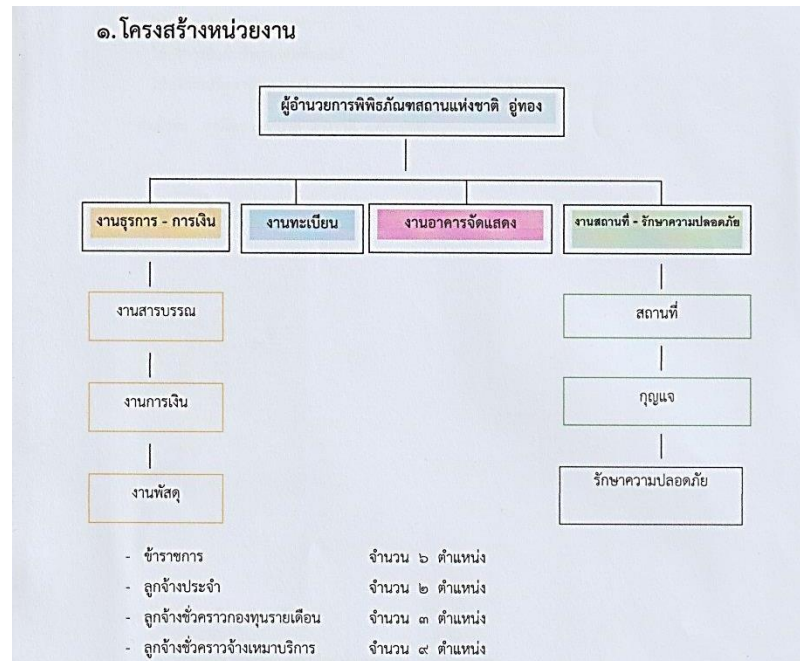 ๑. โครงสร้างหน่วยงาน
ผู้อำนวยการพิพิธภัณฑสถานแห่งชาติ อู่ทอง
งานธุรการ - การเงิน
งานทะเบียน
งานอาคารจัดแสดง
งานสถานที่ - รักษาความปลอดภัย
งานสารบรรณ
สถานที่
งานการเงิน
กุญแจ
งานพัสดุ
รักษาความปลอดภัย
- ข้าราชการ จำนวน ๖ ตำแหน่ง
- ลูกจ้างประจำ จำนวน ๒ ตำแหน่ง
- ลูกจ้างชั่วคราวกองทุนรายเดือน จำนวน ๓ ตำแหน่ง
- ลูกจ้างชั่วคราวจ้างเหมาบริการ จำนวน ๙ ตำแหน่ง